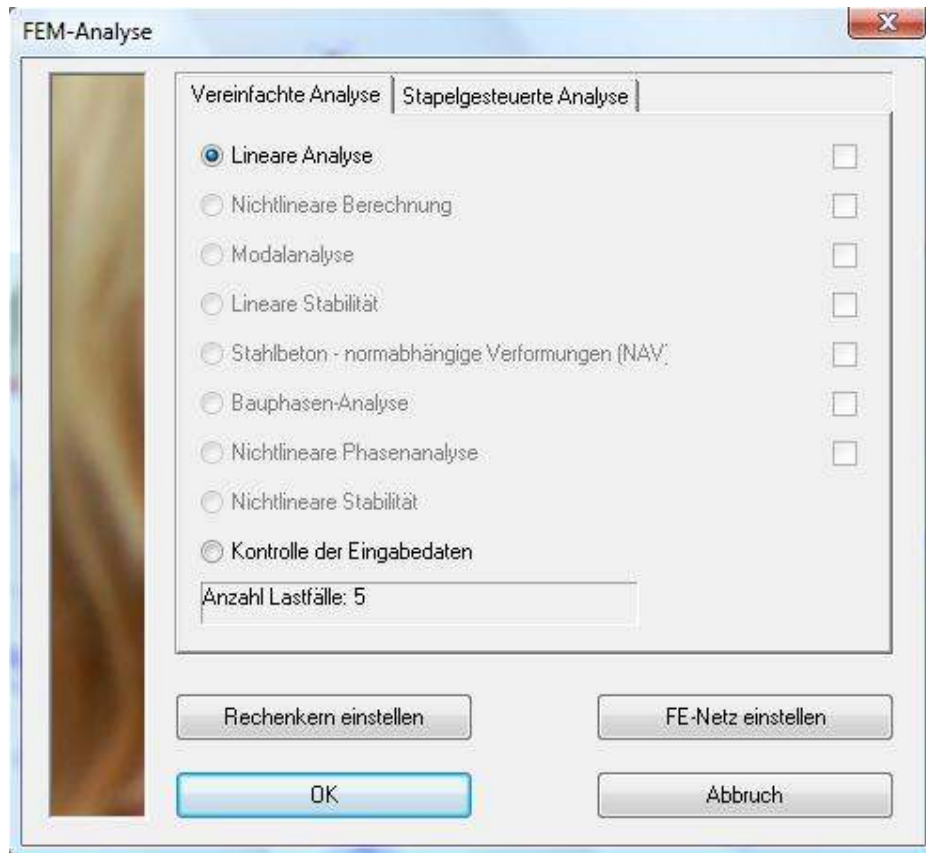 FEM-Analyse
Vereinfachte Analyse Stapelgesteuerte Analyse
Lineare Analyse
Nichtlineare Berechnung
Modalanalyse
Lineare Stabilität
Stahlbeton - normabhängige Verformungen (NAV)
Bauphasen-Analyse
Nichtlineare Phasenanalyse
Nichtlineare Stabilität
Kontrolle der Eingabedaten
Anzahl Lastfälle: 5
Rechenkern einstellen FE-Netz einstellen
OK Abbruch